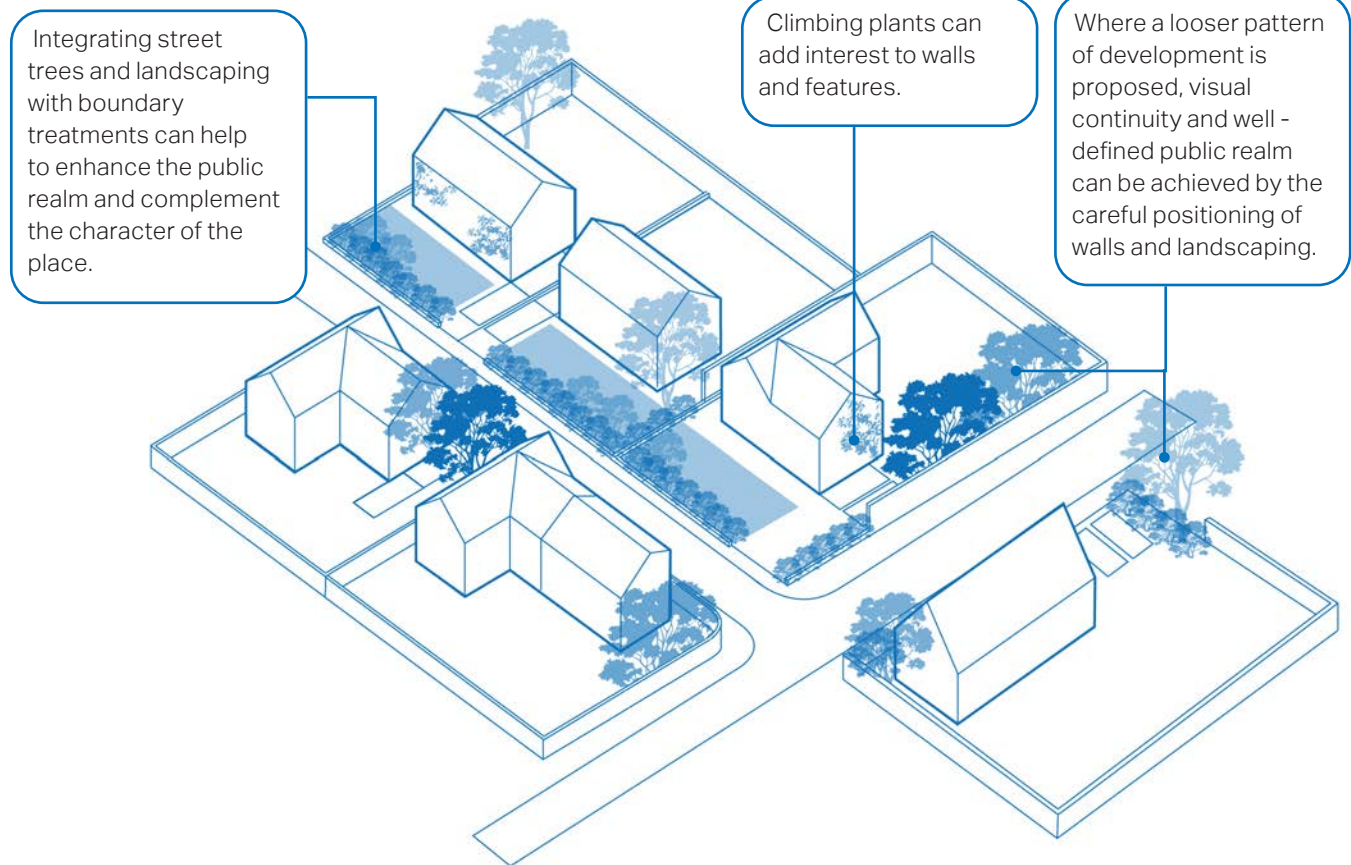 Integrating street
trees and landscaping
with boundary
treatments can help
to enhance the public
realm and complement
the character of the
place.
Climbing plants can
add interest to walls
and features.
Where a looser pattern
of development is
proposed, visual
continuity and well -
defined public realm
can be achieved by the
careful positioning of
walls and landscaping.